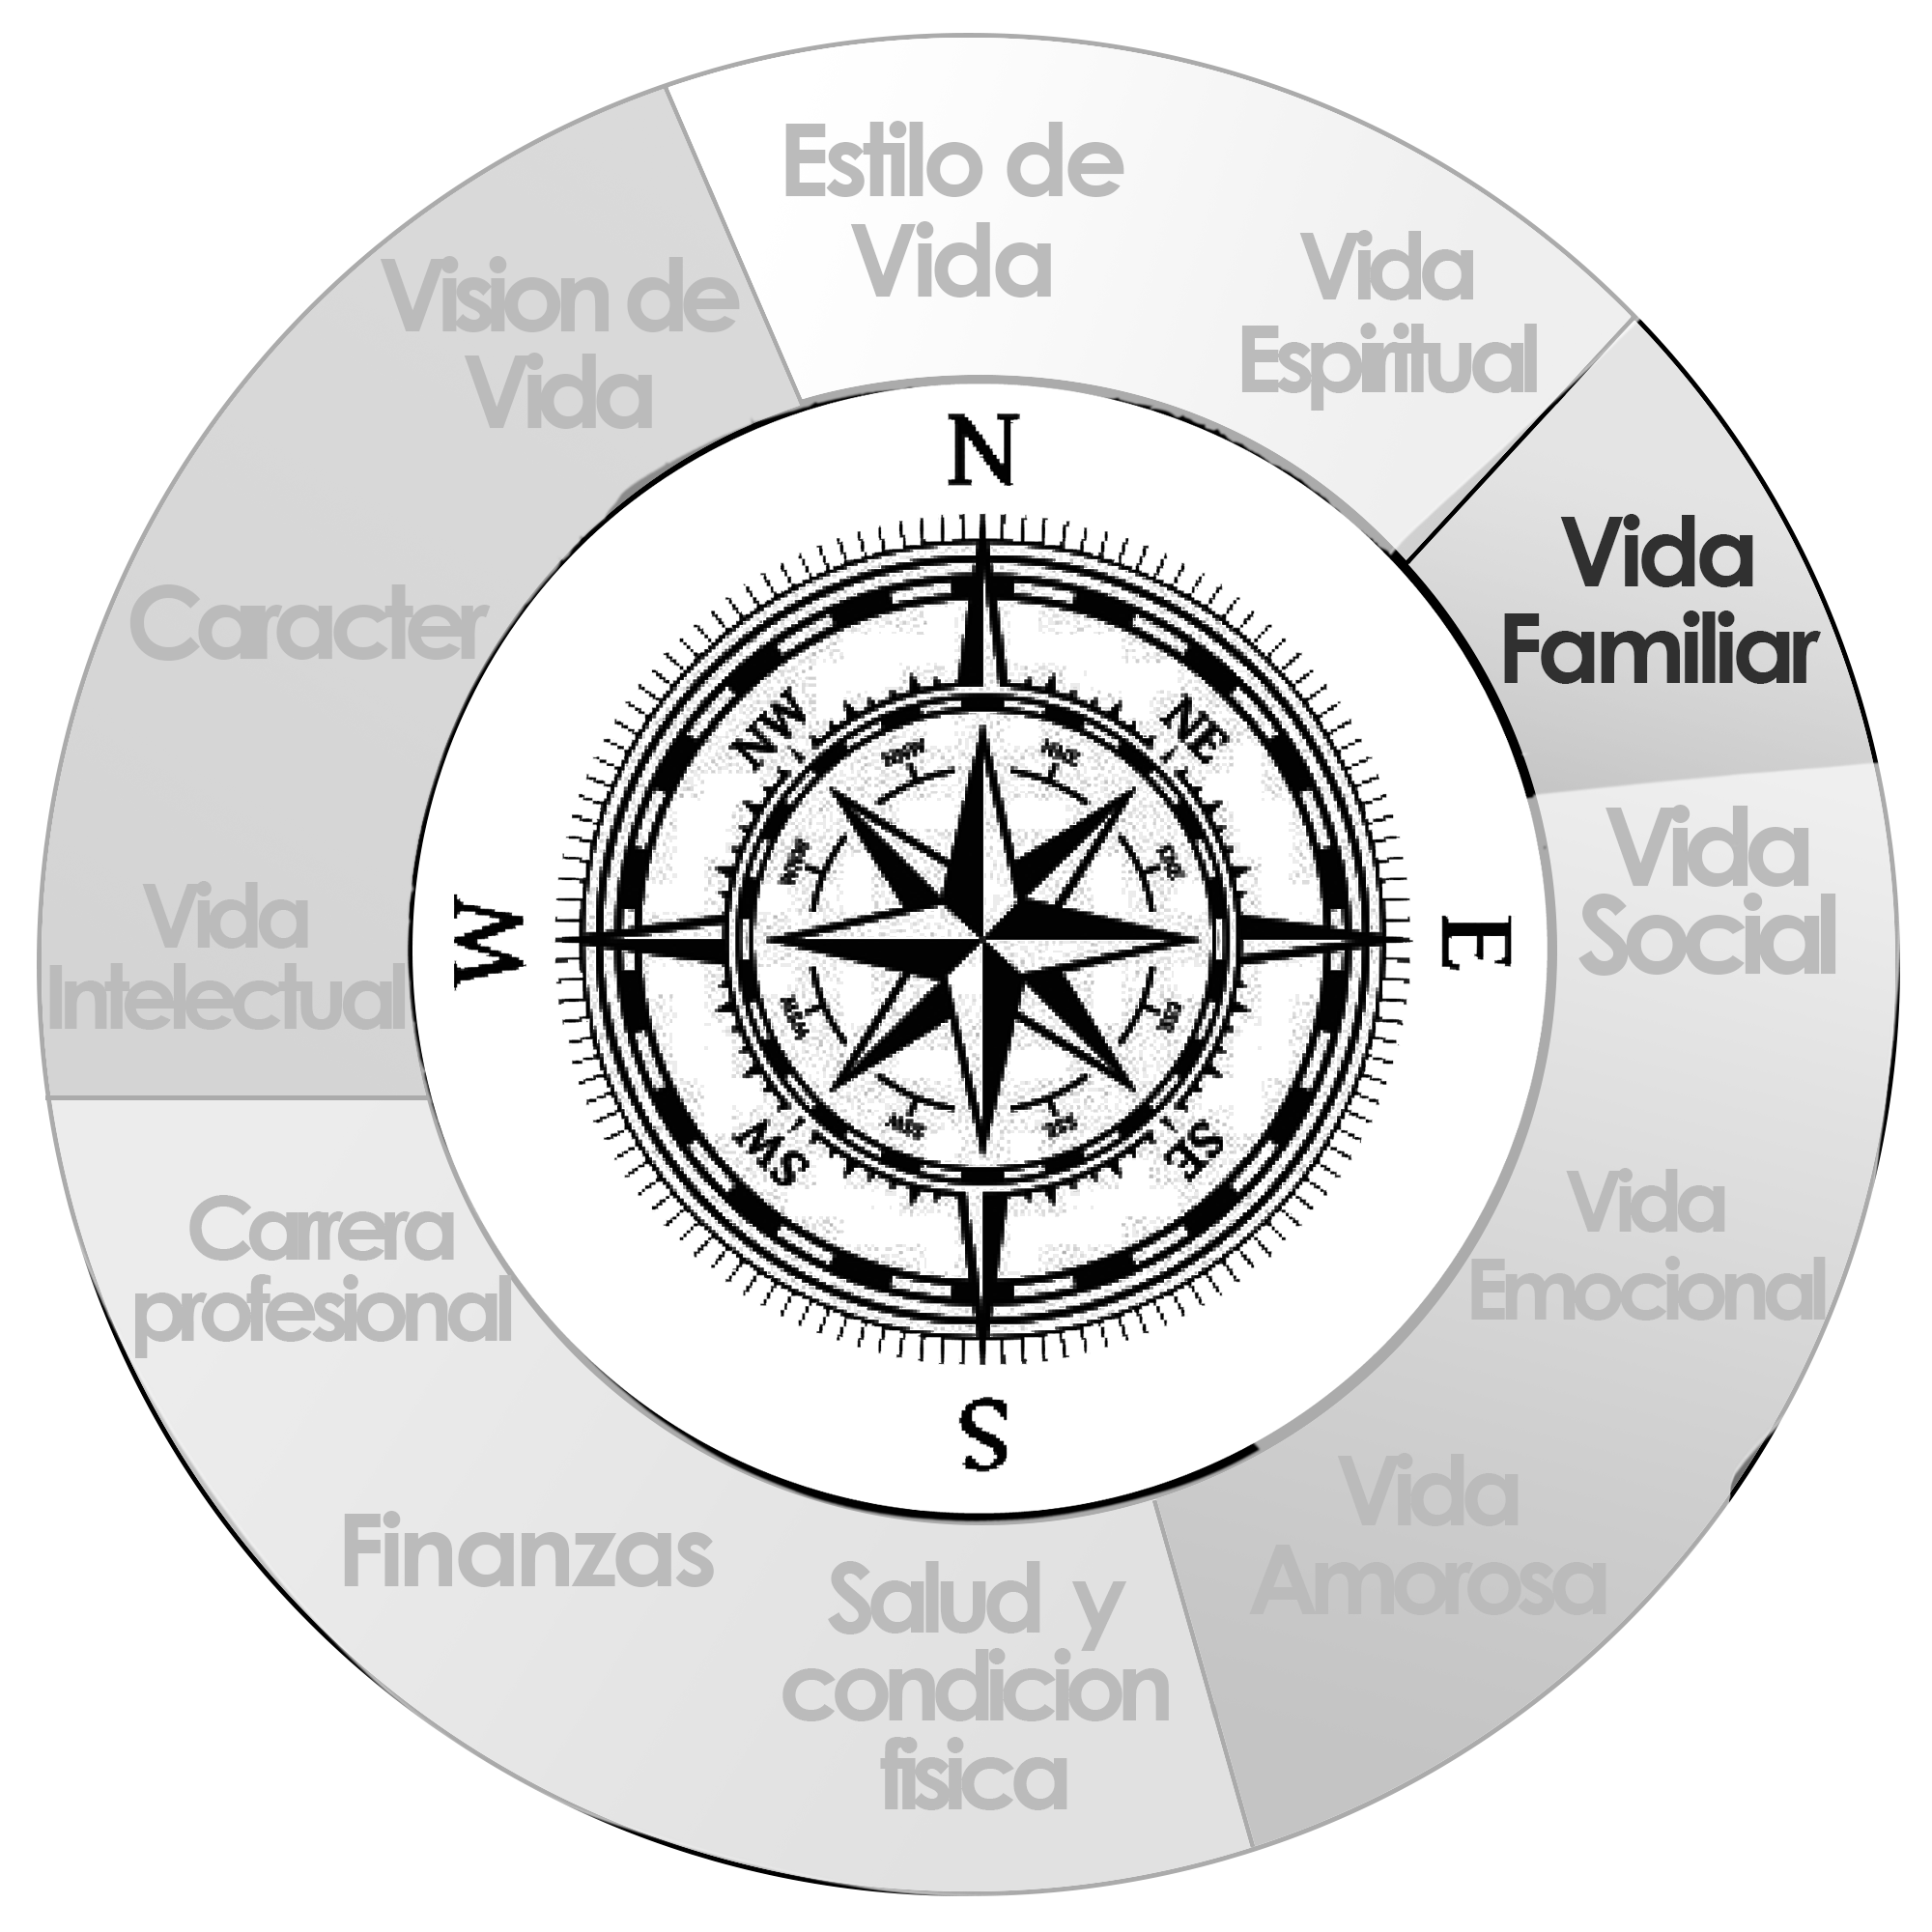 Estilo de
Vida
Vida
Espiritual
Vida
Familiar
Vida
Social
Vida
Emocional
Vida
Amorosa
Salud y
condicion
fisica
Finanzas
Carrera
profesional
Vida
Intelectual
Caracter
Vision de
Vida
N
NE
E
SE
S
SW
W
NW